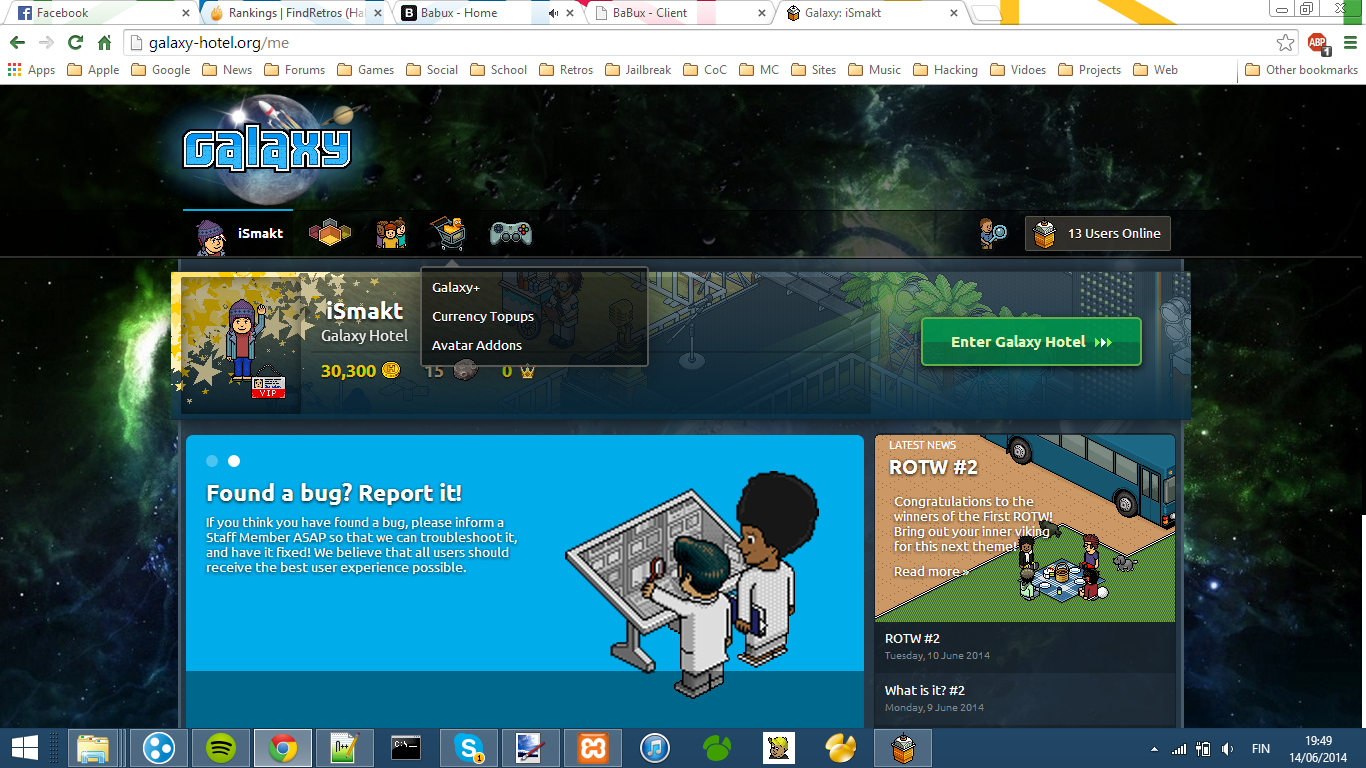 Facebook
Rankings | FindRetros (Ha
Babux - Home
BaBux - Client
Galaxy: iSmakt
galaxy-hotel.org/me
ABP
1
Apps
Apple
Google
News
Forums
Games
Social
School
Retros
Jailbreak
CoC
MC
Sites
Music
Hacking
Vidoes
Projects
Web
Other bookmarks
Galaxy
iSmakt
13 Users Online
Galaxy+
Currency Topups
Avatar Addons
iSmakt
Galaxy Hotel
30,300
15
0
VIP
Enter Galaxy Hotel
Found a bug? Report it!
If you think you have found a bug, please inform a
Staff Member ASAP so that we can troubleshoot it,
and have it fixed! We believe that all users should
receive the best user experience possible.
LATEST NEWS
ROTW #2
Congratulations to the
winners of the First ROTW!
Bring out your inner viking
for this next theme!
Read more »
ROTW #2
Tuesday, 10 June 2014
What is it? #2
Monday, 9 June 2014
1
FIN
19:49
14/06/2014